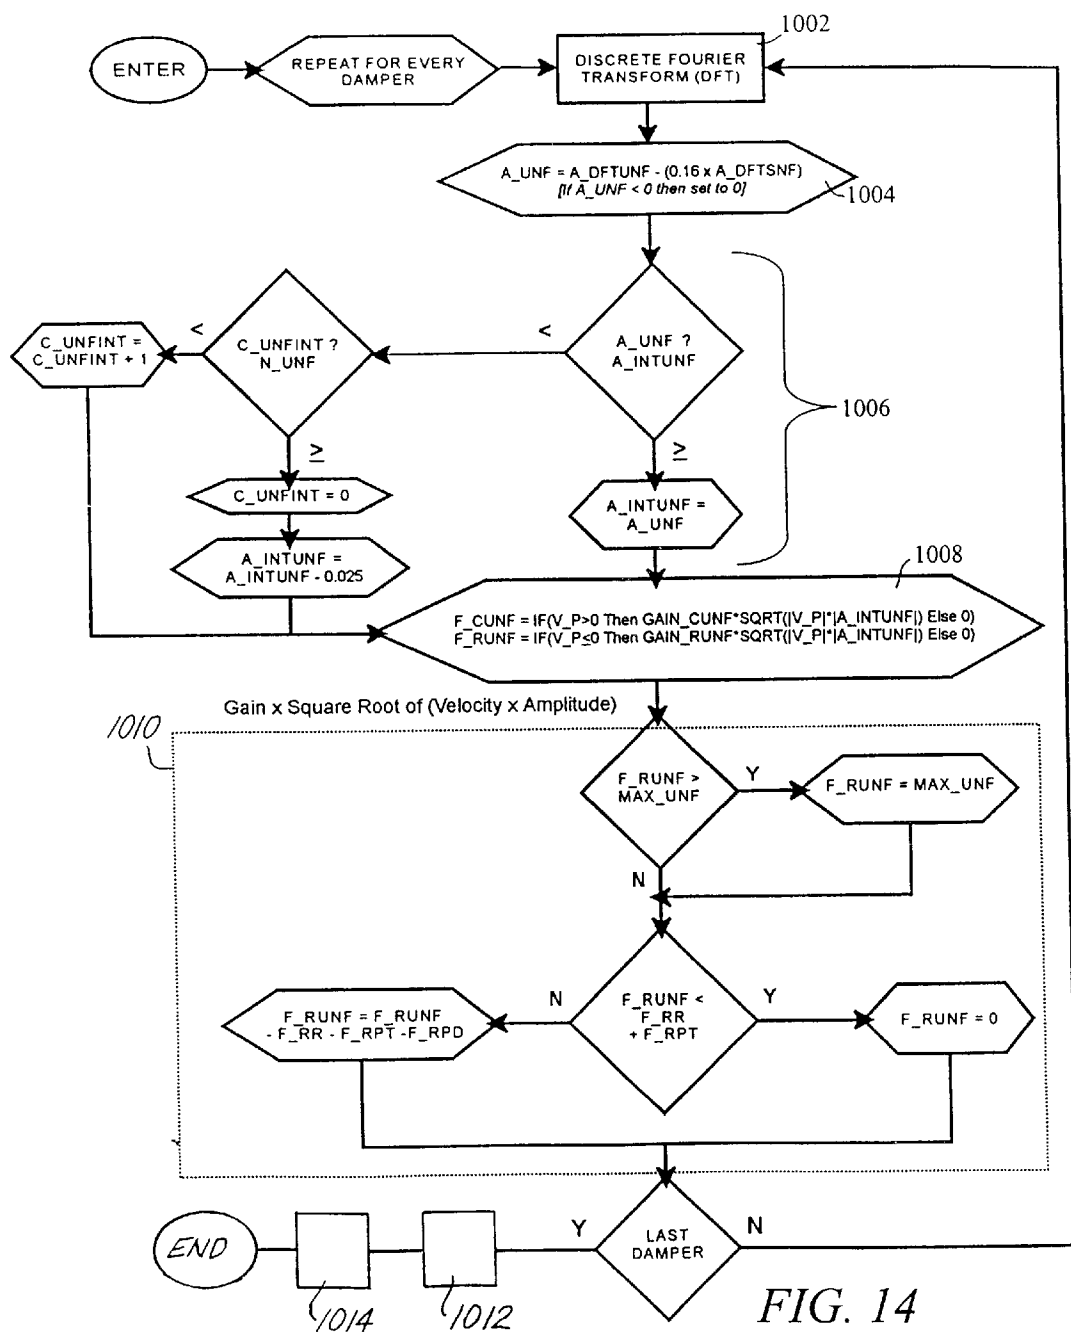 1002
ENTER
REPEAT FOR EVERY
DAMPER
DISCRETE FOURIER
TRANSFORM (DFT)
A_UNF = A_DFTUNF - (0.16 x A_DFTSNF)
[If A_UNF < 0 then set to 0]
1004
<
C_UNFINT =
C_UNFINT + 1
C_UNFINT ?
N_UNF
<
A_UNF ?
A_INTUNF
1006
≥
≥
C_UNFINT = 0
A_INTUNF =
A_UNF
A_INTUNF =
A_INTUNF - 0.025
1008
F_CUNF = IF(V_P>0 Then GAIN_CUNF*SQRT(|V_P|*|A_INTUNF|) Else 0)
F_RUNF = IF(V_P≤0 Then GAIN_RUNF*SQRT(|V_P|*|A_INTUNF|) Else 0)
Gain x Square Root of (Velocity x Amplitude)
1010
F_RUNF >
MAX_UNF
Y
F_RUNF = MAX_UNF
N
F_RUNF = F_RUNF
- F_RR - F_RPT -F_RPD
N
F_RUNF <
F_RR
+ F_RPT
Y
F_RUNF = 0
END
Y
LAST
DAMPER
N
1014
1012
FIG. 14